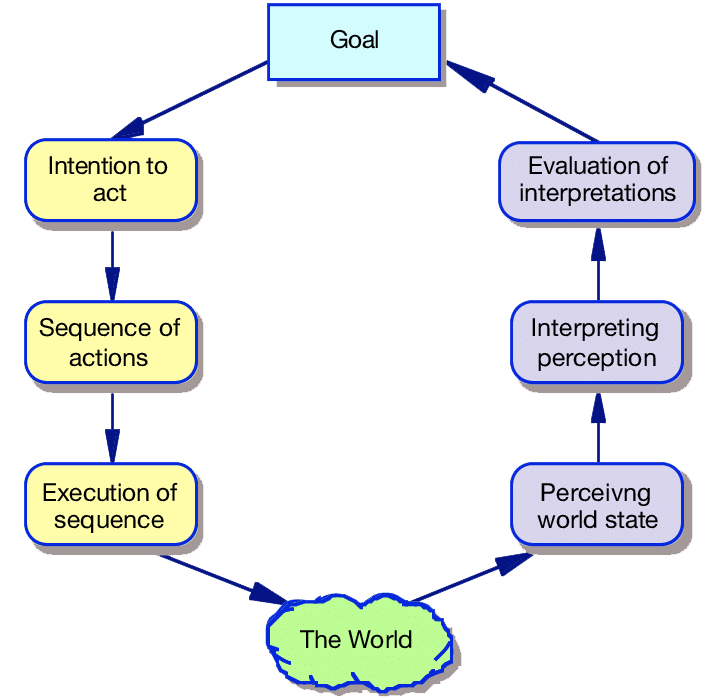 Goal
Intention to
act
Sequence of
actions
Execution of
sequence
The World
Perceivng
world state
Interpreting
perception
Evaluation of
interpretations